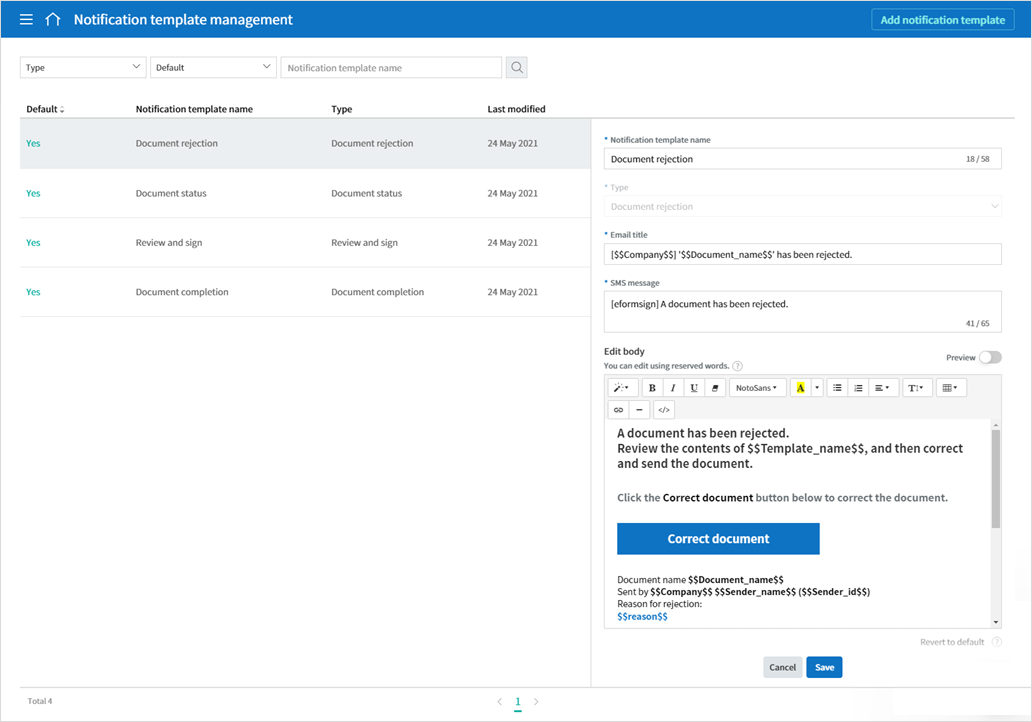 Notification template management
Add notification template
Type
Default
Notification template name
Default
Notification template name
Type
Last modified
Yes
Document rejection
Document rejection
24 May 2021
Yes
Document status
Document status
24 May 2021
Yes
Review and sign
Review and sign
24 May 2021
Yes
Document completion
Document completion
24 May 2021
* Notification template name
Document rejection
18 / 58
* Type
Document rejection
* Email title
[$$Company$$] '$$Document_name$$' has been rejected.
* SMS message
[eformsign] A document has been rejected.
41 / 65
Edit body
Preview
You can edit using reserved words. ?
B I U NotoSans A T
</>
A document has been rejected.
Review the contents of $$Template_name$$, and then correct
and send the document.
Click the Correct document button below to correct the document.
Correct document
Document name $$Document_name$$
Sent by $$Company$$ $$Sender_name$$ ($$Sender_id$$)
Reason for rejection:
$$reason$$
Revert to default ?
Cancel
Save
Total 4
< 1 >